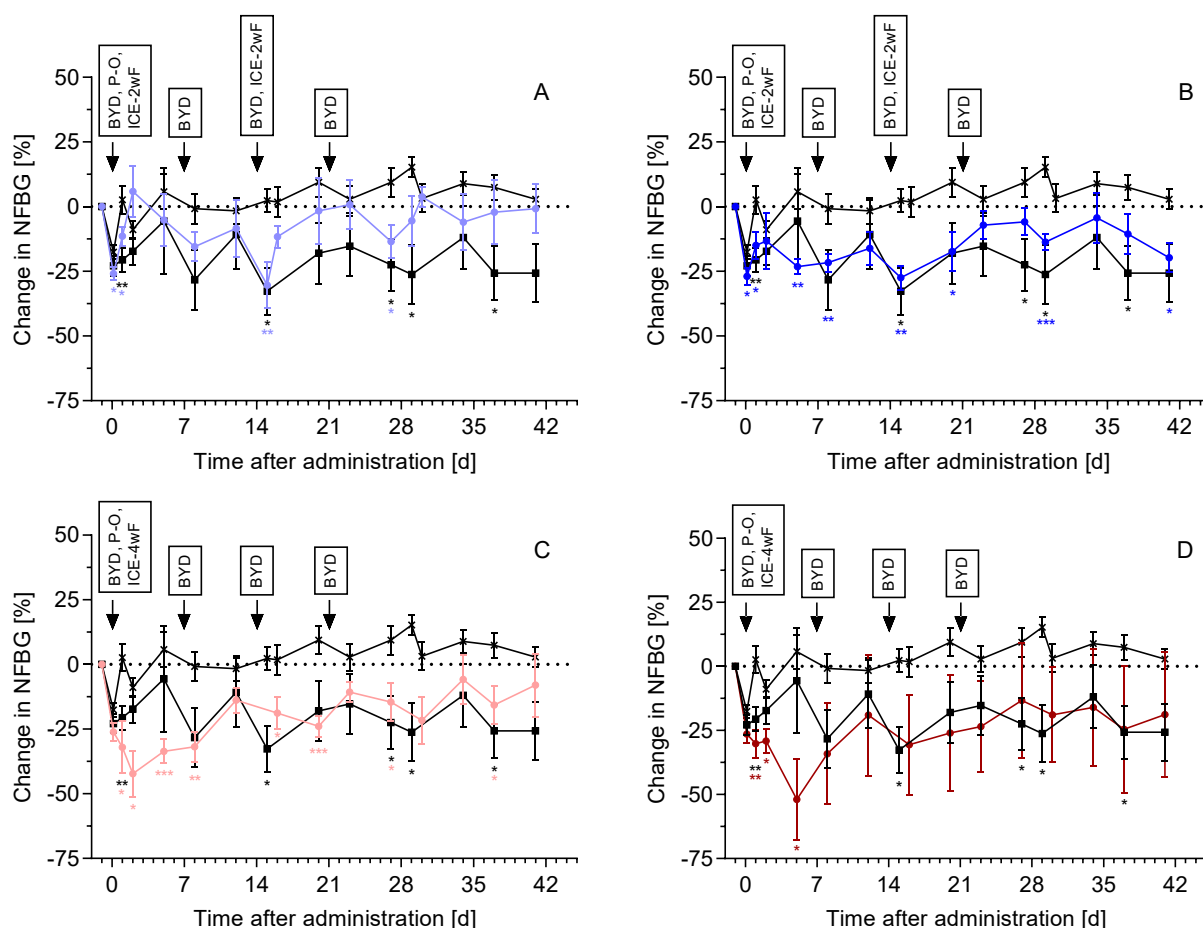 BYD, P-O,
ICE-2wF
BYD
BYD, ICE-2wF
BYD
A
Change in NFBG [%]
50
25
0
-25
-50
-75
*
*
**
*
**
*
*
*
*
0
7
14
21
28
35
42
Time after administration [d]
BYD, P-O,
ICE-2wF
BYD
BYD, ICE-2wF
BYD
B
Change in NFBG [%]
50
25
0
-25
-50
-75
*
**
*
**
**
*
**
*
*
*
***
*
*
0
7
14
21
28
35
42
Time after administration [d]
BYD, P-O,
ICE-4wF
BYD
BYD
BYD
C
Change in NFBG [%]
50
25
0
-25
-50
-75
**
*
*
***
**
*
*
***
*
*
*
*
*
0
7
14
21
28
35
42
Time after administration [d]
BYD, P-O,
ICE-4wF
BYD
BYD
BYD
D
Change in NFBG [%]
50
25
0
-25
-50
-75
**
**
*
*
*
*
*
*
0
7
14
21
28
35
42
Time after administration [d]